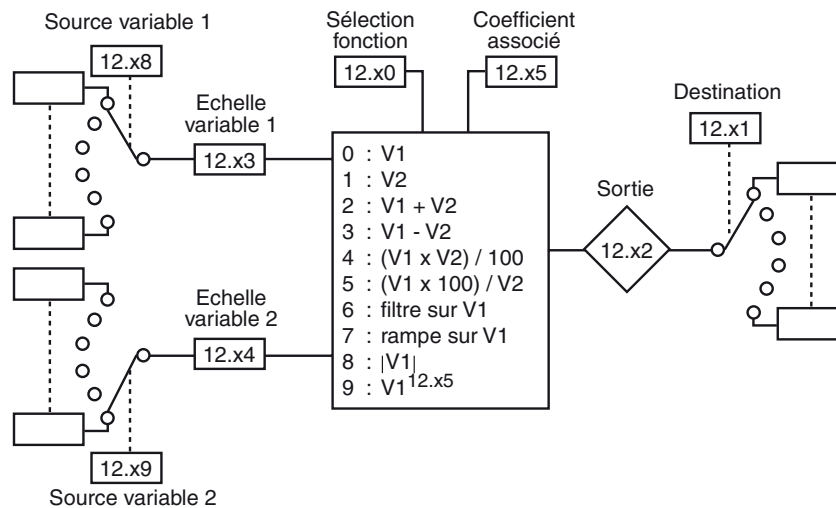 Source variable 1
12.x8
Echelle
variable 1
12.x3
Sélection
fonction
12.x0
Coefficient
associé
12.x5
Destination
12.x1
0 : V1
1 : V2
2 : V1 + V2
3 : V1 - V2
4 : (V1 x V2) / 100
5 : (V1 x 100) / V2
6 : filtre sur V1
7 : rampe sur V1
8 : |V1|
9 : V1^12.x5
Sortie
12.x2
Echelle
variable 2
12.x4
12.x9
Source variable 2